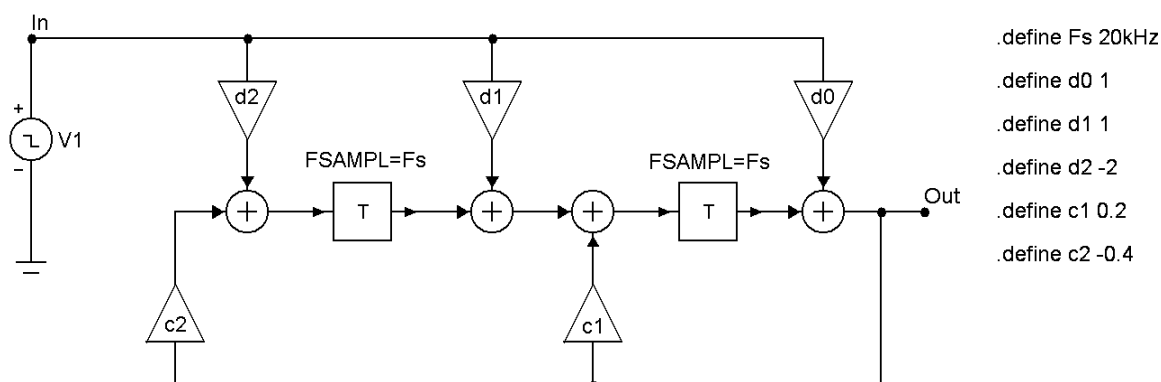 In
.define Fs 20kHz
d2
d1
d0
.define d0 1
+
V1
−
FSAMPL=Fs
FSAMPL=Fs
.define d1 1
.define d2 -2
T
T
Out
.define c1 0.2
.define c2 -0.4
c2
c1